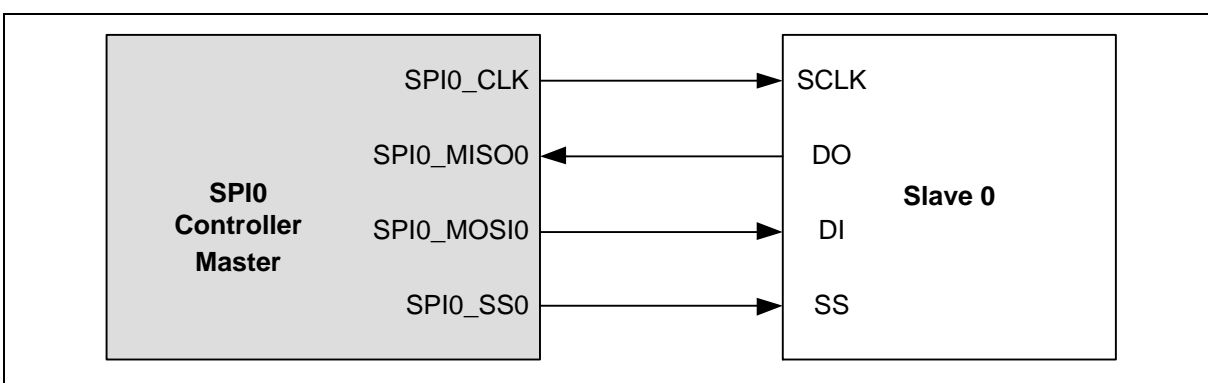 SPI0_CLK
SCLK
SPI0_MISO0
DO
SPI0
Controller
Master
Slave 0
SPI0_MOSI0
DI
SPI0_SS0
SS